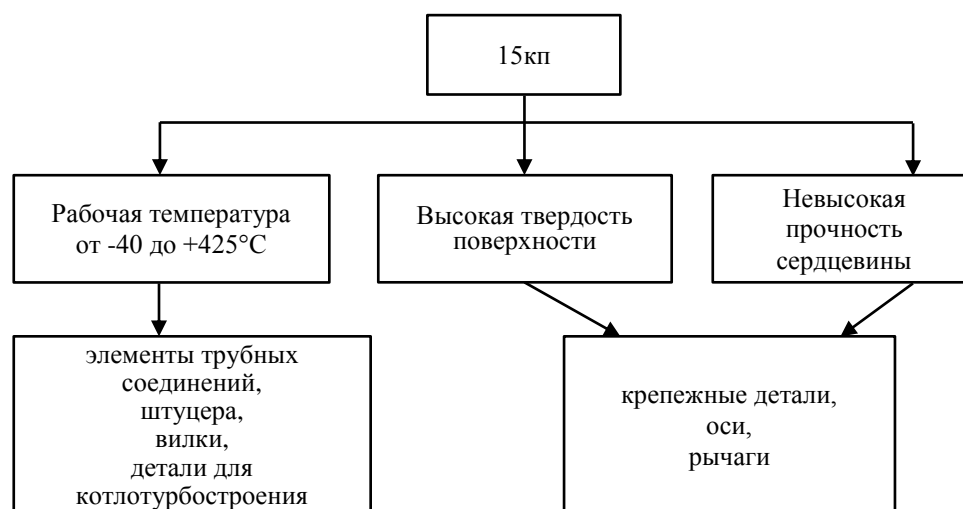 15кп
Рабочая температура
от -40 до +425°С
Высокая твердость
поверхности
Невысокая
прочность
сердцевины
элементы трубных
соединений,
штуцера,
вилки,
детали для
котлотурбостроения
крепежные детали,
оси,
рычаги